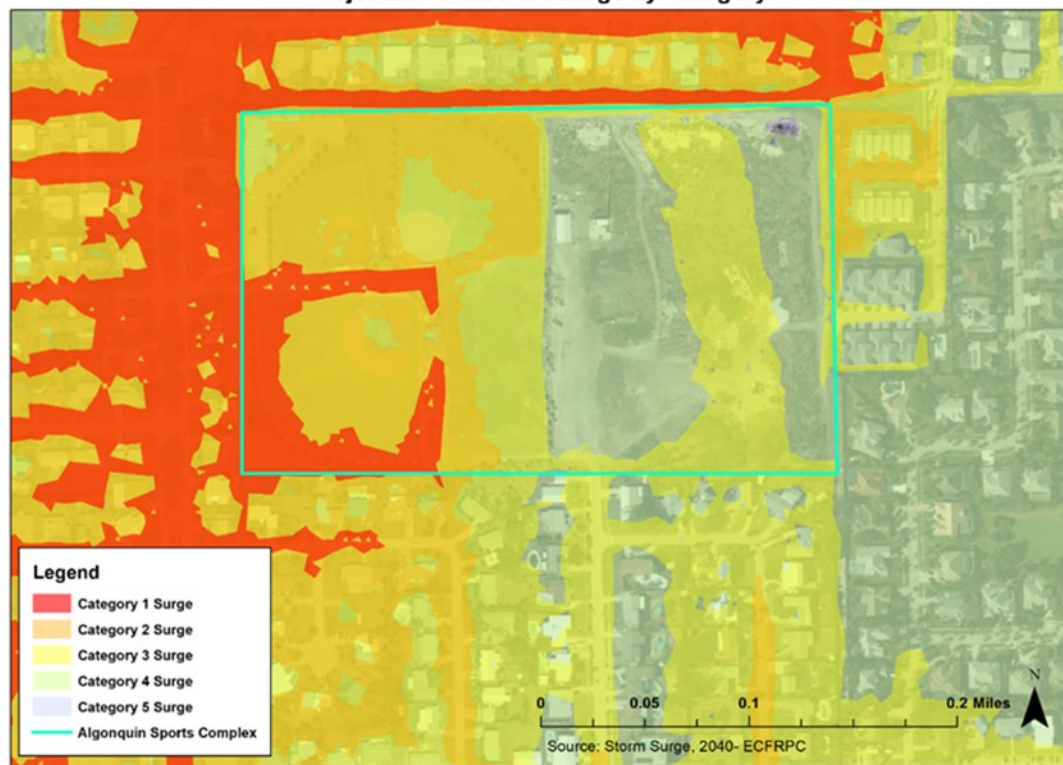 Legend
Category 1 Surge
Category 2 Surge
Category 3 Surge
Category 4 Surge
Category 5 Surge
Algonquin Sports Complex
N
0 0.05 0.1 0.2 Miles
Source: Storm Surge, 2040- ECFRPC